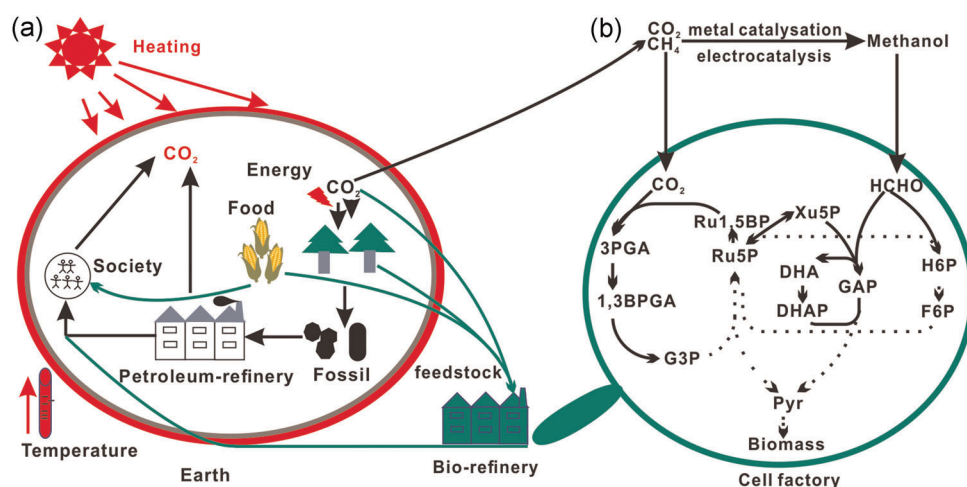 (a)
Heating
CO₂
Energy
CO₂
Food
Society
Petroleum-refinery
Fossil
feedstock
Temperature
Earth
Bio-refinery
(b)
CO₂
CH₄
metal catalysation
electrocatalysis
Methanol
CO₂
HCHO
Ru1,5BP
Xu5P
3PGA
Ru5P
H6P
DHA
GAP
1,3BPGA
DHAP
F6P
G3P
Pyr
Biomass
Cell factory